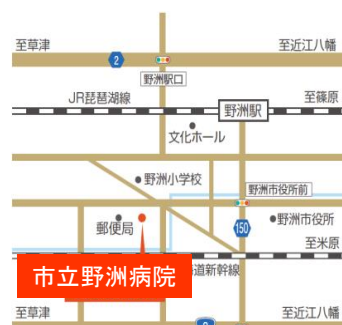 至草津
至近江八幡
2
野洲駅口
JR琵琶湖線
野洲駅
至篠原
文化ホール
野洲小学校
野洲市役所前
郵便局
150
野洲市役所
至米原
市立野洲病院
道新幹線
至草津
至近江八幡